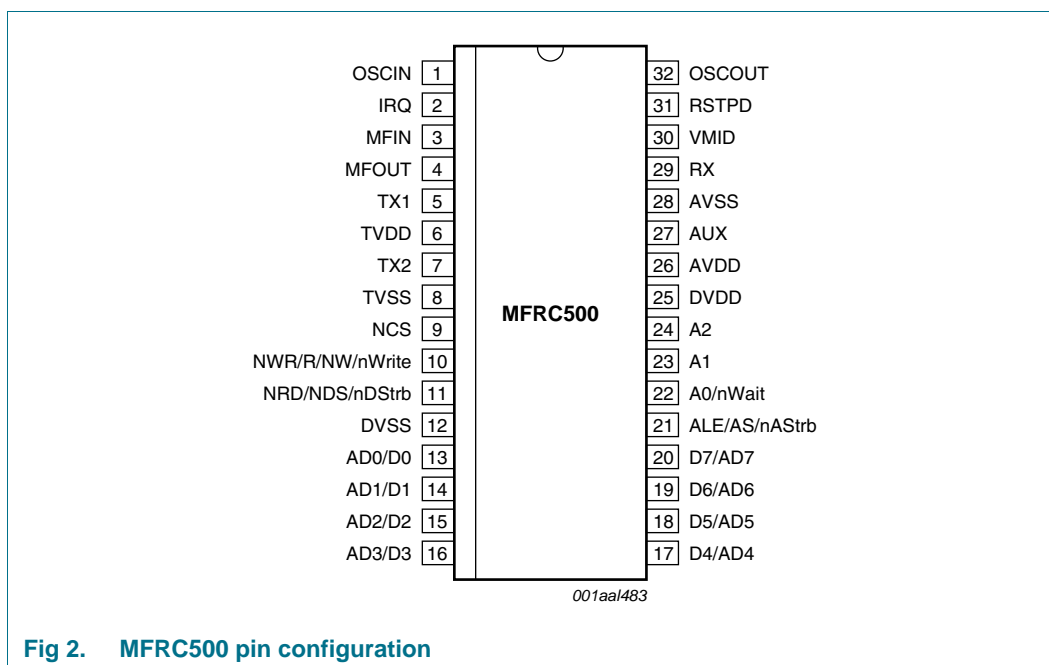 OSCIN 1 32 OSCOUT
IRQ 2 31 RSTPD
MFIN 3 30 VMID
MFOUT 4 29 RX
TX1 5 28 AVSS
TVDD 6 27 AUX
TX2 7 26 AVDD
TVSS 8 25 DVDD
MFRC500
NCS 9 24 A2
NWR/R/NW/nWrite 10 23 A1
NRD/NDS/nDStrb 11 22 A0/nWait
DVSS 12 21 ALE/AS/nAStrb
AD0/D0 13 20 D7/AD7
AD1/D1 14 19 D6/AD6
AD2/D2 15 18 D5/AD5
AD3/D3 16 17 D4/AD4
001aal483
Fig 2. MFRC500 pin configuration